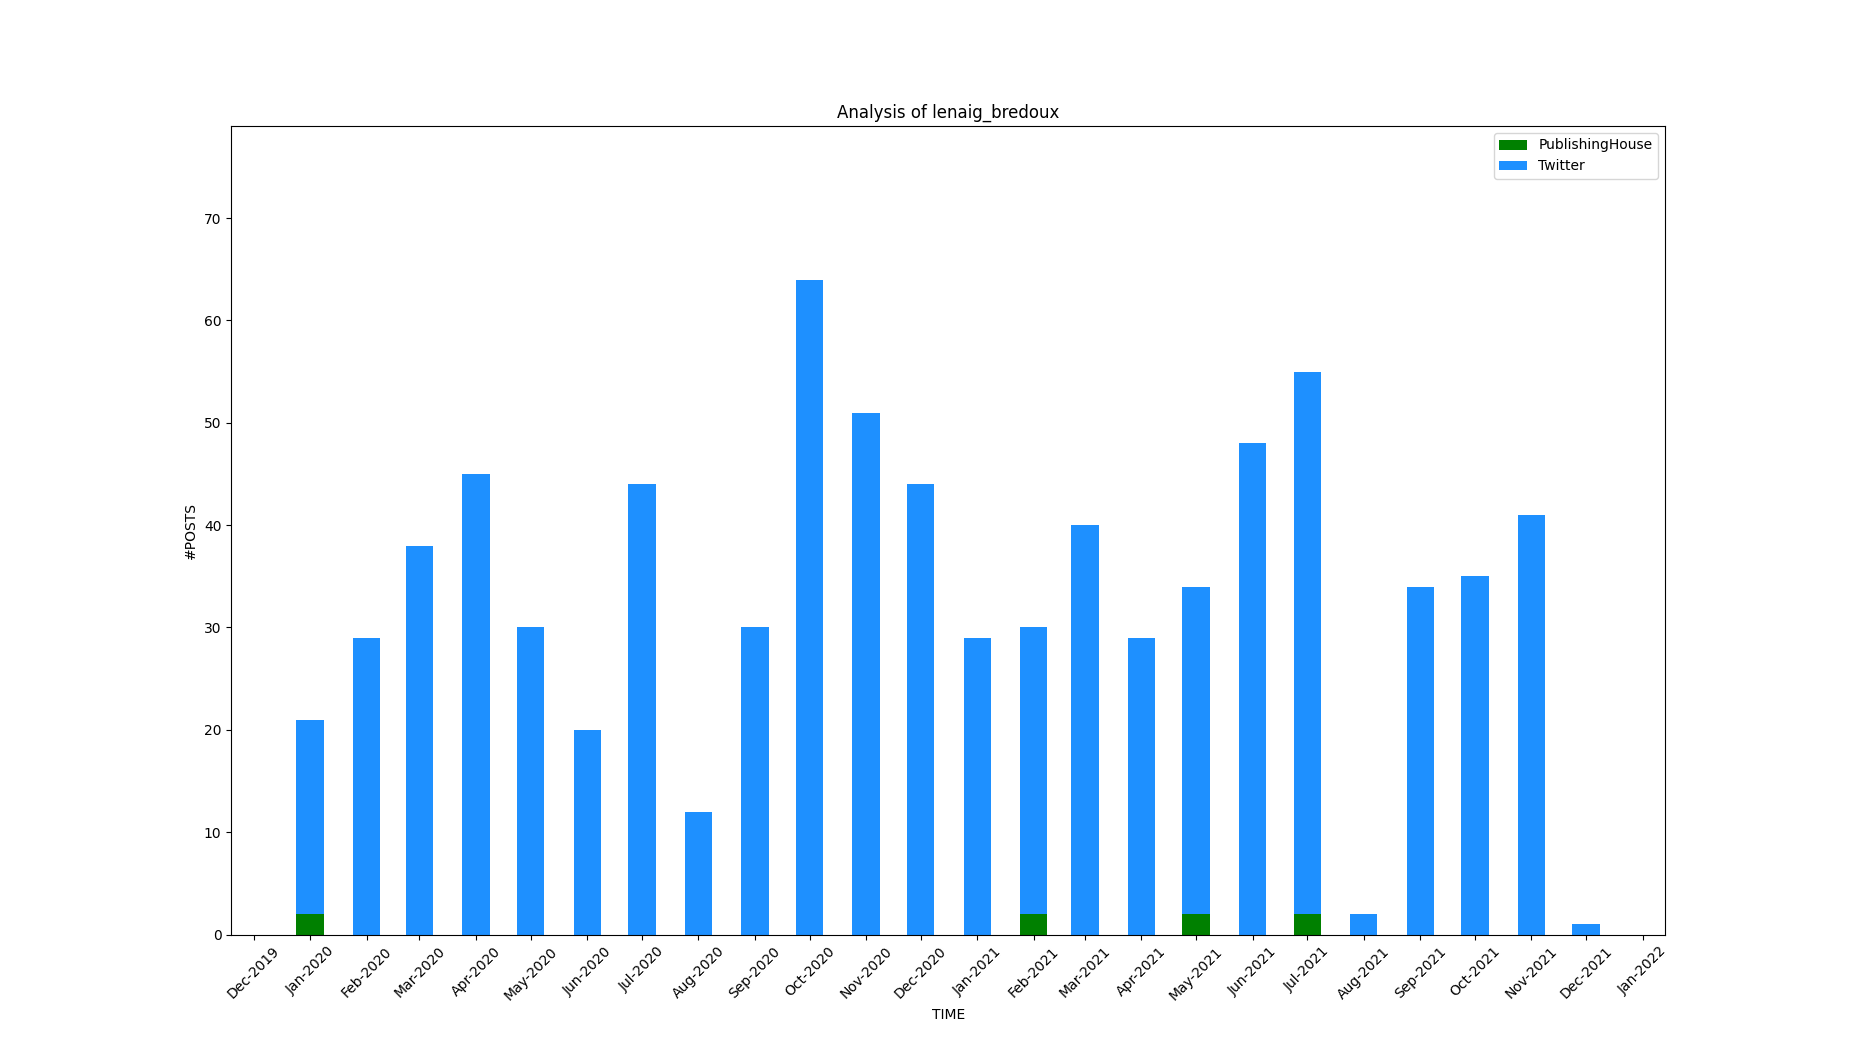 Analysis of lenaig_bredoux
PublishingHouse
Twitter
70
60
50
40
30
20
10
0
#POSTS
Dec-2019
Jan-2020
Feb-2020
Mar-2020
Apr-2020
May-2020
Jun-2020
Jul-2020
Aug-2020
Sep-2020
Oct-2020
Nov-2020
Dec-2020
Jan-2021
Feb-2021
Mar-2021
Apr-2021
May-2021
Jun-2021
Jul-2021
Aug-2021
Sep-2021
Oct-2021
Nov-2021
Dec-2021
Jan-2022
TIME